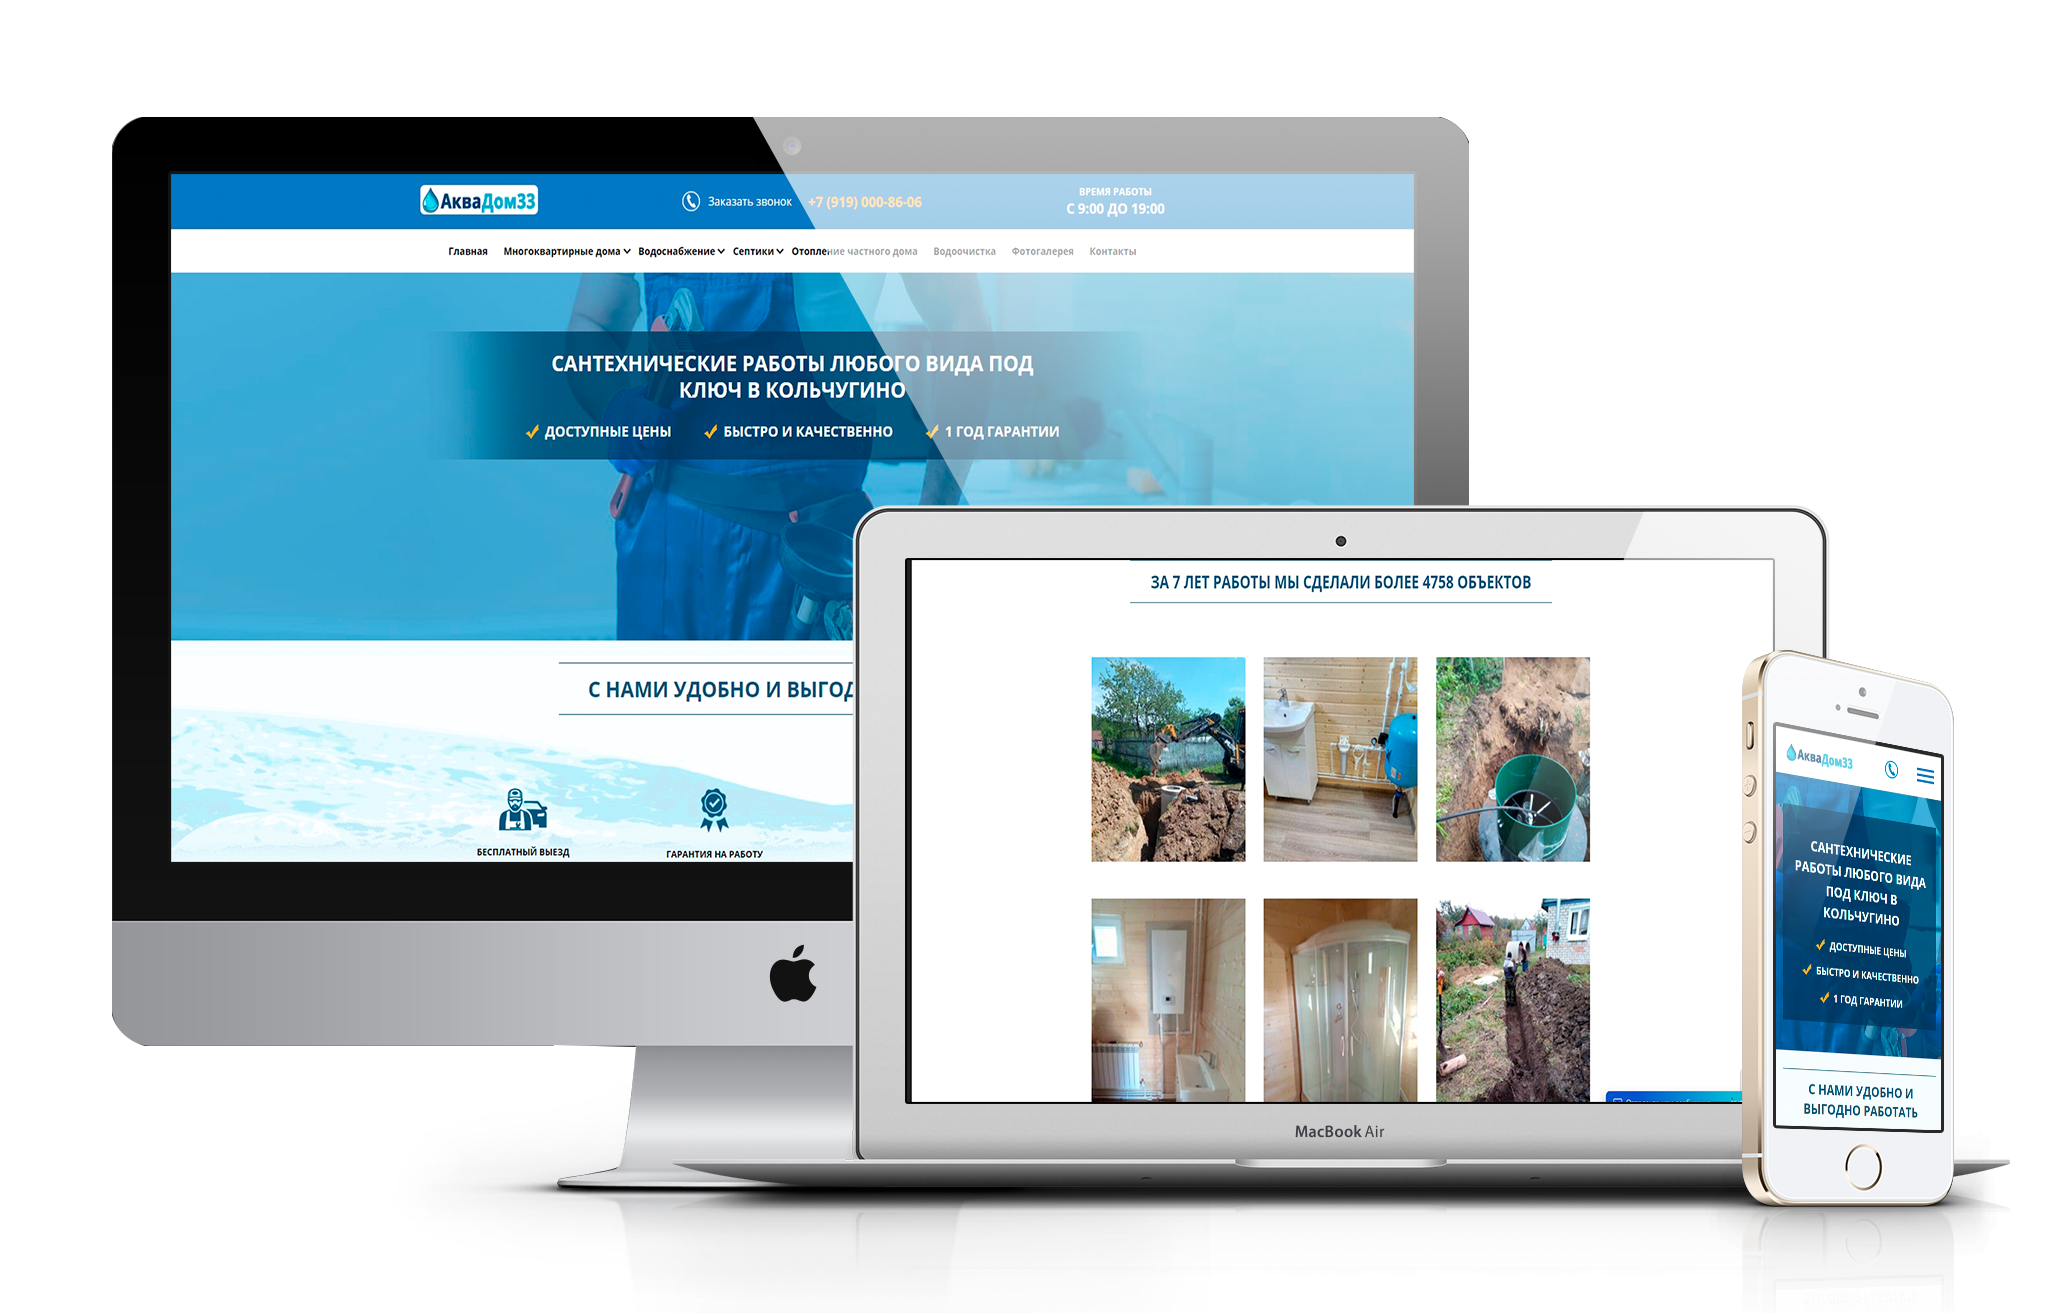 АкваДом33
Заказать звонок
+7 (919) 000-86-06
ВРЕМЯ РАБОТЫ
С 9:00 ДО 19:00
Главная Многоквартирные дома Водоснабжение Септики Отопление частного дома Водоочистка Фотогалерея Контакты
САНТЕХНИЧЕСКИЕ РАБОТЫ ЛЮБОГО ВИДА ПОД
КЛЮЧ В КОЛЬЧУГИНО
ДОСТУПНЫЕ ЦЕНЫ БЫСТРО И КАЧЕСТВЕННО 1 ГОД ГАРАНТИИ
С НАМИ УДОБНО И ВЫГОД
БЕСПЛАТНЫЙ ВЫЕЗД
ГАРАНТИЯ НА РАБОТУ
ЗА 7 ЛЕТ РАБОТЫ МЫ СДЕЛАЛИ БОЛЕЕ 4758 ОБЪЕКТОВ
MacBook Air
АкваДом33
САНТЕХНИЧЕСКИЕ
РАБОТЫ ЛЮБОГО ВИДА
ПОД КЛЮЧ В
КОЛЬЧУГИНО
ДОСТУПНЫЕ ЦЕНЫ
БЫСТРО И КАЧЕСТВЕННО
1 ГОД ГАРАНТИИ
С НАМИ УДОБНО И
ВЫГОДНО РАБОТАТЬ